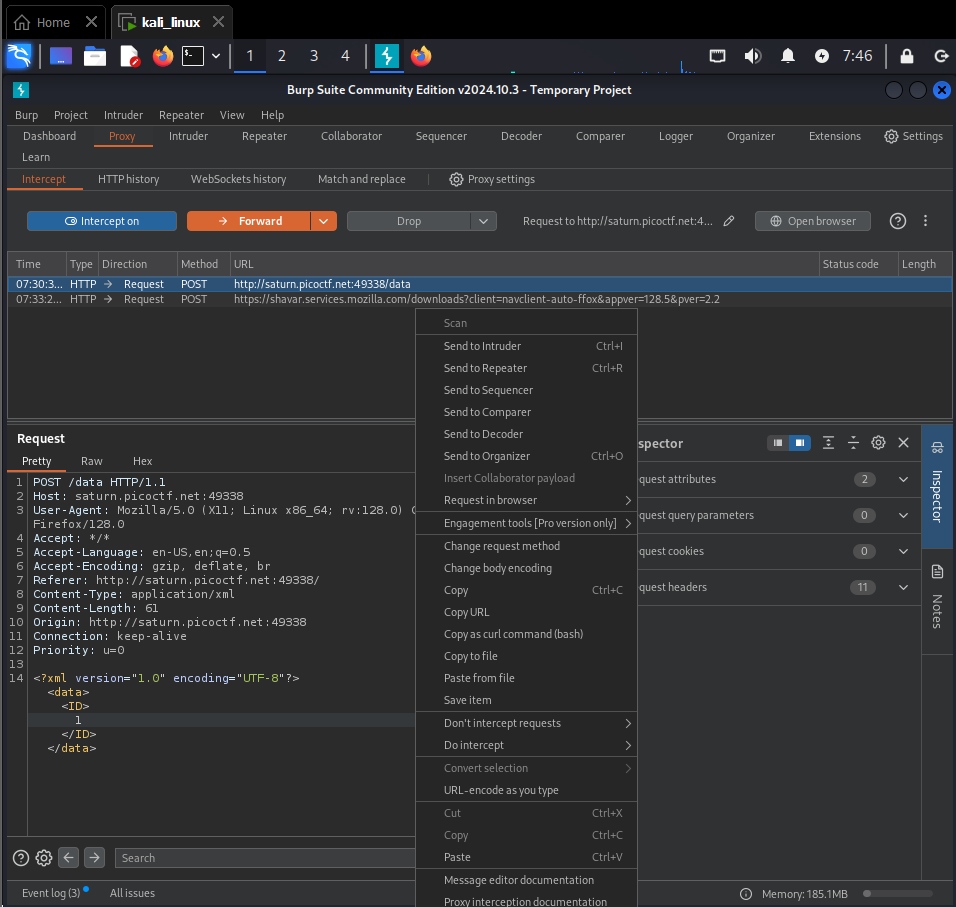 Home
kali_linux
1 2 3 4
7:46
Burp Suite Community Edition v2024.10.3 - Temporary Project
Burp Project Intruder Repeater View Help
Dashboard Proxy Intruder Repeater Collaborator Sequencer Decoder Comparer Logger Organizer Extensions Settings
Learn
Intercept HTTP history WebSockets history Match and replace Proxy settings
Intercept on Forward Drop Request to http://saturn.picoctf.net:4... Open browser
Time Type Direction Method URL Status code Length
07:30:3... HTTP Request POST http://saturn.picoctf.net:49338/data
07:33:2... HTTP Request POST https://shavar.services.mozilla.com/downloads?client=navclient-auto-ffox&appver=128.5&pver=2.2
Request
Pretty Raw Hex
1 POST /data HTTP/1.1
2 Host: saturn.picoctf.net:49338
3 User-Agent: Mozilla/5.0 (X11; Linux x86_64; rv:128.0)
Firefox/128.0
4 Accept: */*
5 Accept-Language: en-US,en;q=0.5
6 Accept-Encoding: gzip, deflate, br
7 Referer: http://saturn.picoctf.net:49338/
8 Content-Type: application/xml
9 Content-Length: 61
10 Origin: http://saturn.picoctf.net:49338
11 Connection: keep-alive
12 Priority: u=0
13
14 <?xml version="1.0" encoding="UTF-8"?>
<data>
<ID>
1
</ID>
</data>
Scan
Send to Intruder Ctrl+I
Send to Repeater Ctrl+R
Send to Sequencer
Send to Comparer
Send to Decoder
Send to Organizer Ctrl+O
Insert Collaborator payload
Request in browser
Engagement tools [Pro version only]
Change request method
Change body encoding
Copy Ctrl+C
Copy URL
Copy as curl command (bash)
Copy to file
Paste from file
Save item
Don't intercept requests
Do intercept
Convert selection
URL-encode as you type
Cut Ctrl+X
Copy Ctrl+C
Paste Ctrl+V
Message editor documentation
Proxy interception documentation
spector
quest attributes 2
quest query parameters 0
quest cookies 0
quest headers 11
Inspector
Notes
Search
Event log (3) All issues
Memory: 185.1MB